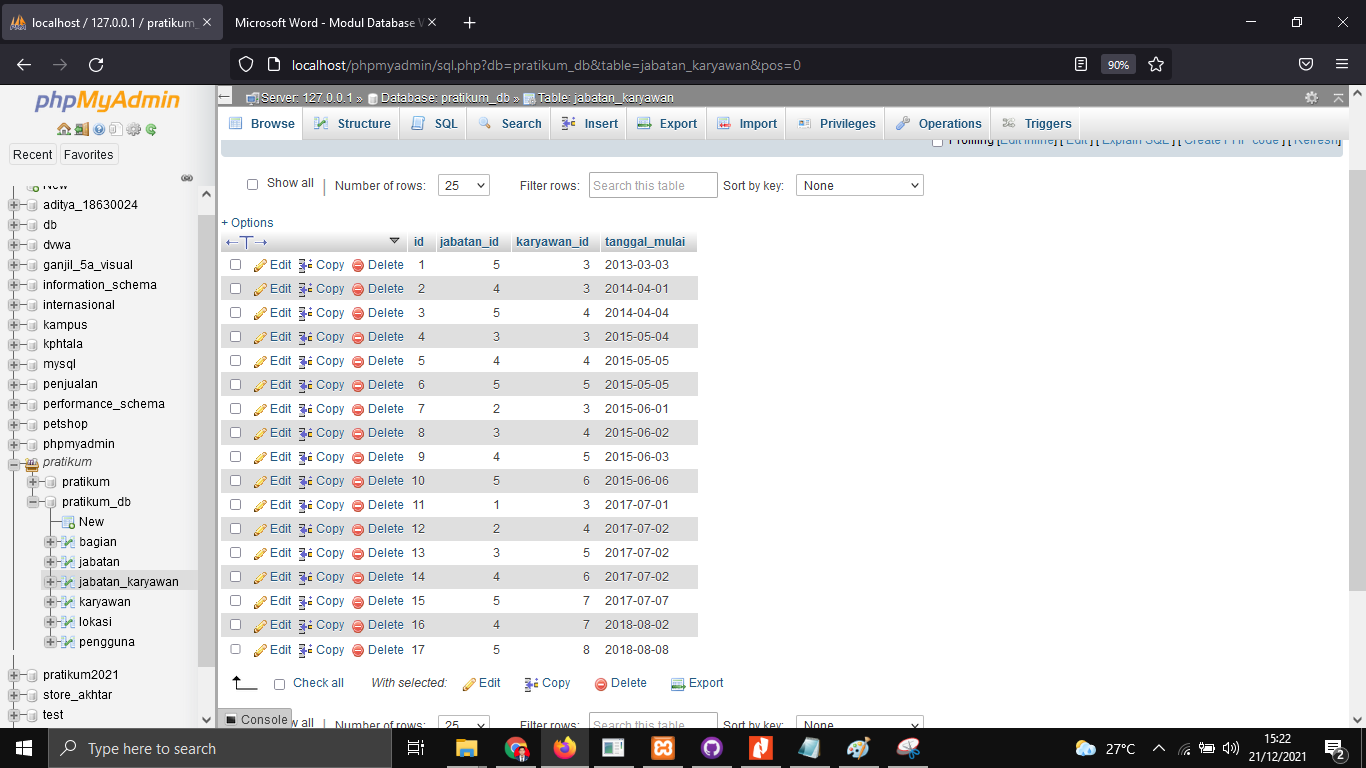 localhost / 127.0.0.1 / pratikum_
Microsoft Word - Modul Database V
localhost/phpmyadmin/sql.php?db=pratikum_db&table=jabatan_karyawan&pos=0
90%
phpMyAdmin
Recent
Favorites
New
aditya_18630024
db
dvwa
ganjil_5a_visual
information_schema
internasional
kampus
kphtala
mysql
penjualan
performance_schema
petshop
phpmyadmin
pratikum
pratikum
pratikum_db
New
bagian
jabatan
jabatan_karyawan
karyawan
lokasi
pengguna
pratikum2021
store_akhtar
test
Server: 127.0.0.1 » Database: pratikum_db » Table: jabatan_karyawan
Browse Structure SQL Search Insert Export Import Privileges Operations Triggers
Profiling [Edit inline] [ Edit ] [ Explain SQL ] [ Create PHP code ] [ Refresh]
Show all | Number of rows: 25 Filter rows: Search this table Sort by key: None
+ Options
←T→ id jabatan_id karyawan_id tanggal_mulai
Edit Copy Delete 1 5 3 2013-03-03
Edit Copy Delete 2 4 3 2014-04-01
Edit Copy Delete 3 5 4 2014-04-04
Edit Copy Delete 4 3 3 2015-05-04
Edit Copy Delete 5 4 4 2015-05-05
Edit Copy Delete 6 5 5 2015-05-05
Edit Copy Delete 7 2 3 2015-06-01
Edit Copy Delete 8 3 4 2015-06-02
Edit Copy Delete 9 4 5 2015-06-03
Edit Copy Delete 10 5 6 2015-06-06
Edit Copy Delete 11 1 3 2017-07-01
Edit Copy Delete 12 2 4 2017-07-02
Edit Copy Delete 13 3 5 2017-07-02
Edit Copy Delete 14 4 6 2017-07-02
Edit Copy Delete 15 5 7 2017-07-07
Edit Copy Delete 16 4 7 2018-08-02
Edit Copy Delete 17 5 8 2018-08-08
Check all With selected: Edit Copy Delete Export
Console
w all | Number of rows: 25 Filter rows: Search this table Sort by key: None
Type here to search
27°C
15:22
21/12/2021
2